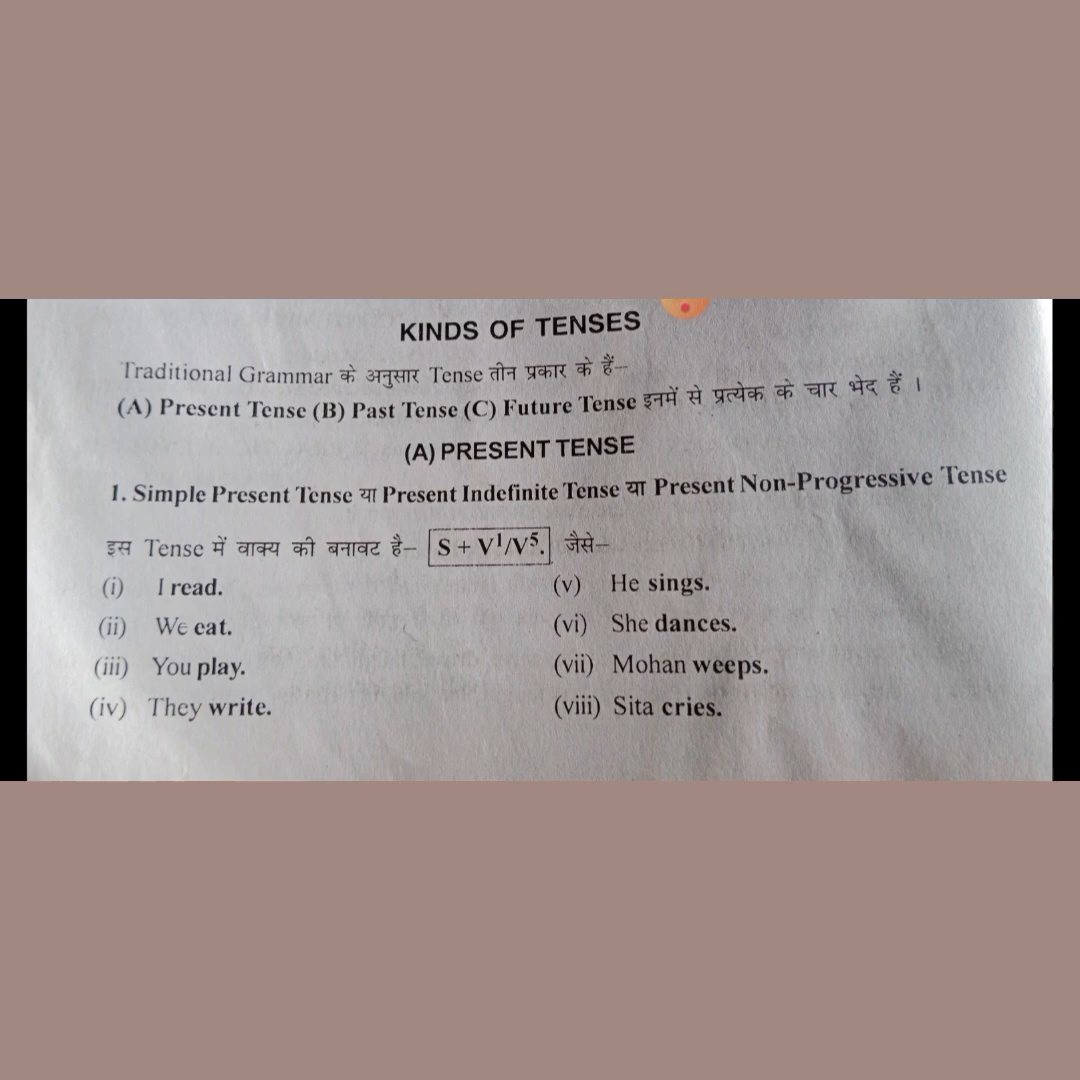 KINDS OF TENSES
Traditional Grammar के अनुसार Tense तीन प्रकार के हैं–
(A) Present Tense (B) Past Tense (C) Future Tense इनमें से प्रत्येक के चार भेद हैं ।
(A) PRESENT TENSE
1. Simple Present Tense या Present Indefinite Tense या Present Non-Progressive Tense
इस Tense में वाक्य की बनावट है– S + V¹/V⁵. जैसे–
(i) I read. (v) He sings.
(ii) We eat. (vi) She dances.
(iii) You play. (vii) Mohan weeps.
(iv) They write. (viii) Sita cries.